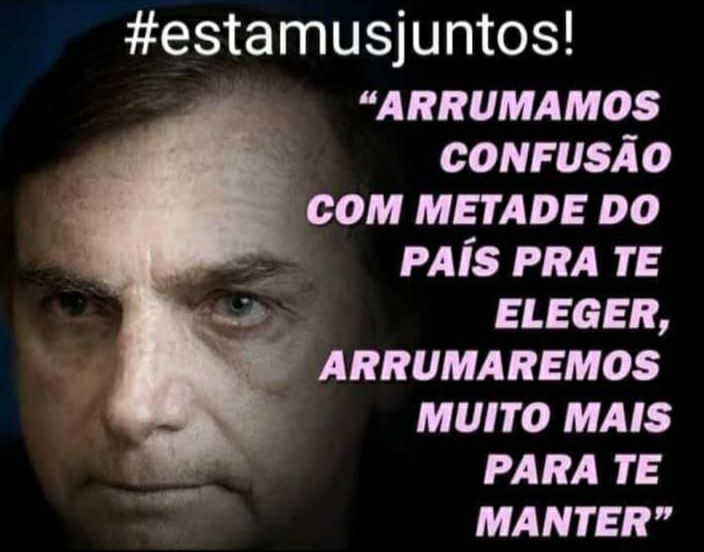 #estamusjuntos!
“ARRUMAMOS
CONFUSÃO
COM METADE DO
PAÍS PRA TE
ELEGER,
ARRUMAREMOS
MUITO MAIS
PARA TE
MANTER”